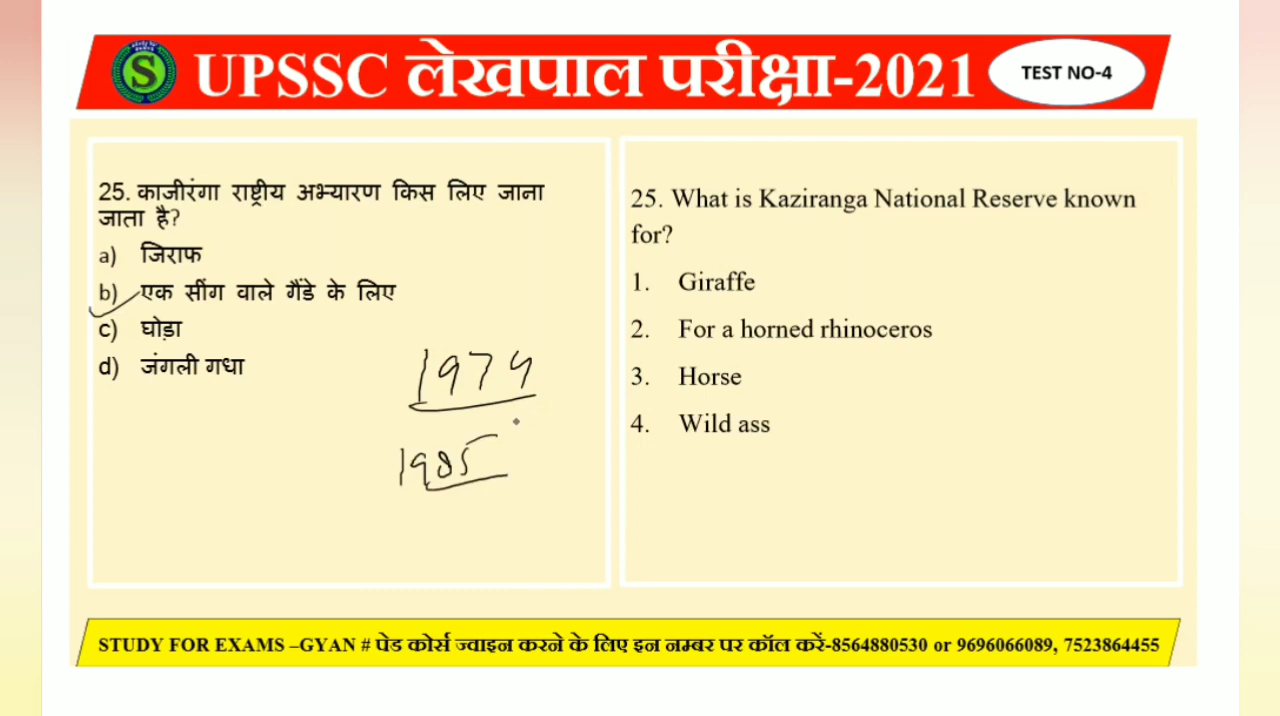 UPSSC लेखपाल परीक्षा-2021
TEST NO-4
25. काजीरंगा राष्ट्रीय अभ्यारण किस लिए जाना
जाता है?
a) जिराफ
b) एक सींग वाले गैंडे के लिए
c) घोड़ा
d) जंगली गधा
1974
1985
25. What is Kaziranga National Reserve known
for?
1. Giraffe
2. For a horned rhinoceros
3. Horse
4. Wild ass
STUDY FOR EXAMS –GYAN # पेड कोर्स ज्वाइन करने के लिए इन नम्बर पर कॉल करें-8564880530 or 9696066089, 7523864455